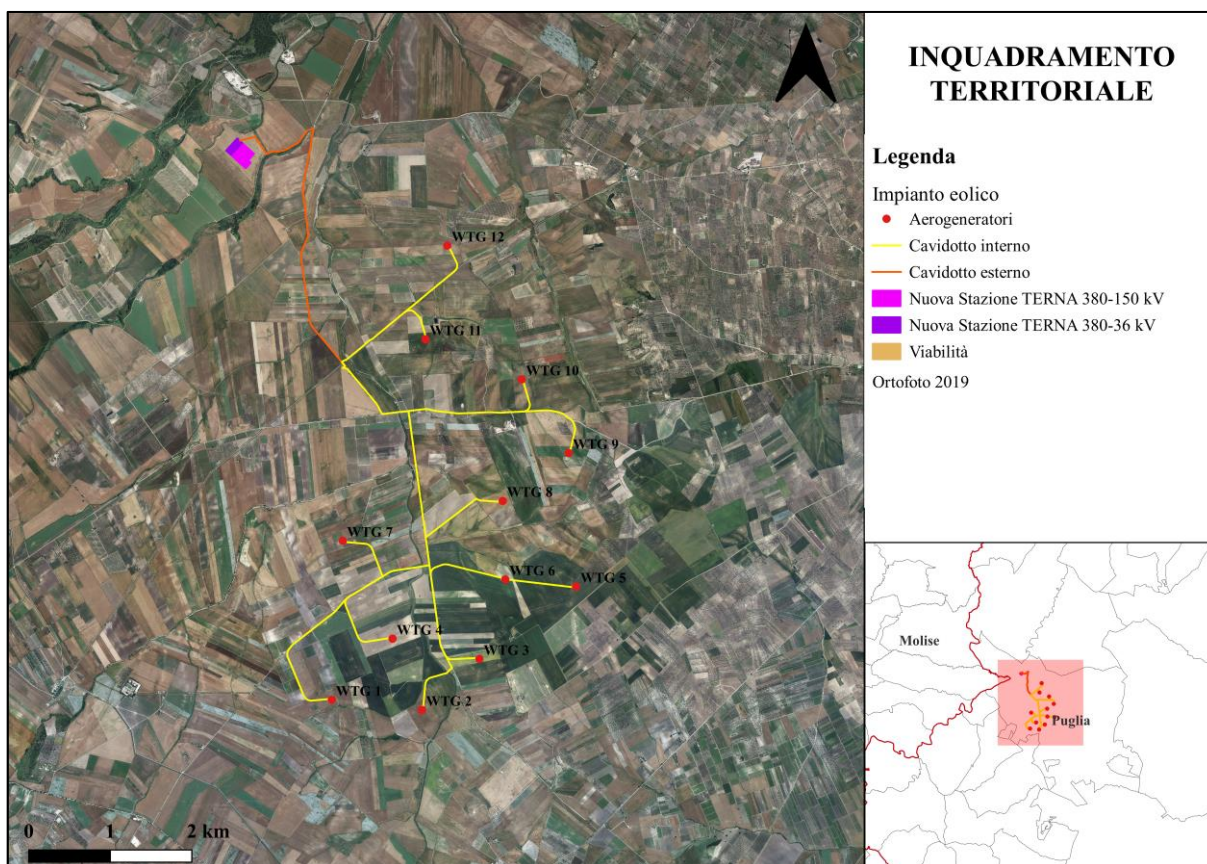 INQUADRAMENTO
TERRITORIALE
Legenda
Impianto eolico
Aerogeneratori
Cavidotto interno
Cavidotto esterno
Nuova Stazione TERNA 380-150 kV
Nuova Stazione TERNA 380-36 kV
Viabilità
Ortofoto 2019
WTG 12
WTG 11
WTG 10
WTG 9
WTG 8
WTG 7
WTG 6
WTG 5
WTG 4
WTG 3
WTG 1
WTG 2
0 1 2 km
Molise
Puglia